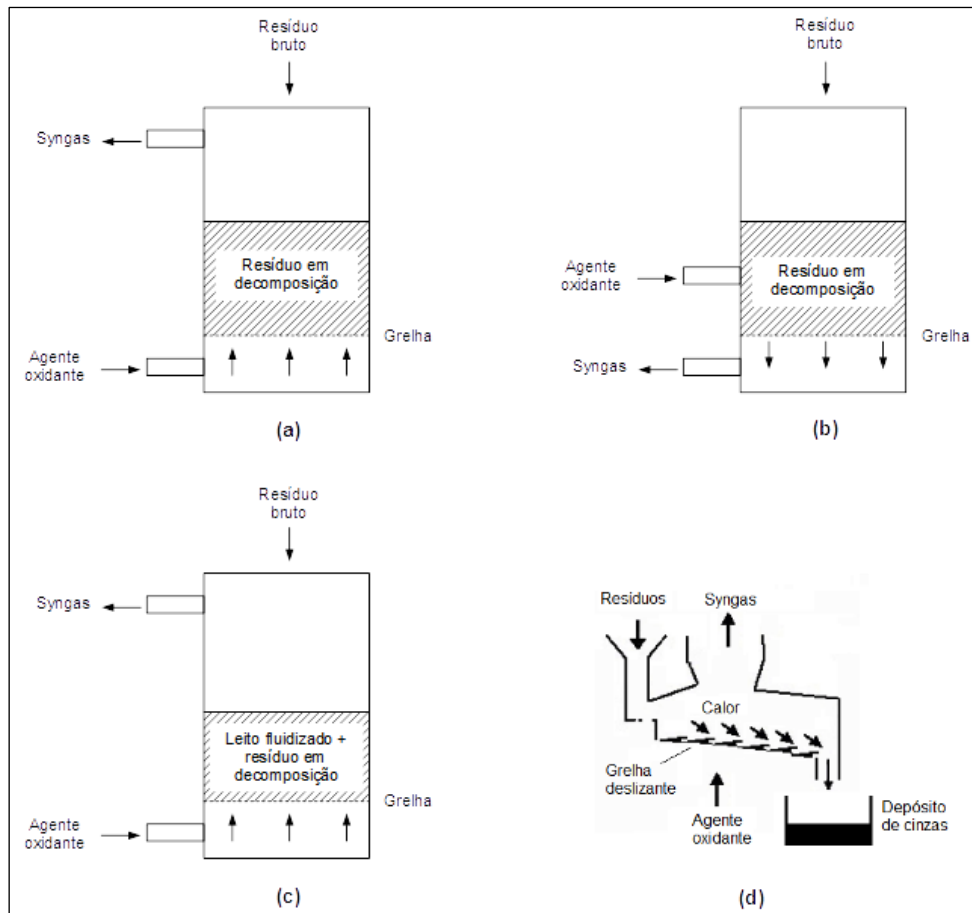 Resíduo
bruto
Syngas
Resíduo em
decomposição
Grelha
Agente
oxidante
(a)
Resíduo
bruto
Agente
oxidante
Resíduo em
decomposição
Grelha
Syngas
(b)
Resíduo
bruto
Syngas
Leito fluidizado +
resíduo em
decomposição
Grelha
Agente
oxidante
(c)
Resíduos
Syngas
Calor
Grelha
deslizante
Agente
oxidante
Depósito
de cinzas
(d)